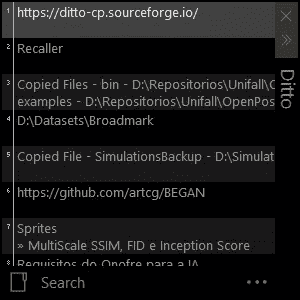 1 https://ditto-cp.sourceforge.io/
2 Recaller
3 Copied Files - bin - D:\Repositorios\Unifall\C
examples - D:\Repositorios\Unifall\OpenPos
4 D:\Datasets\Broadmark
5 Copied File - SimulationsBackup - D:\Simulat
6 https://github.com/artcg/BEGAN
7 Sprites
» MultiScale SSIM, FID e Inception Score
8 Requisitos do Onofre para a IA
Search
Ditto